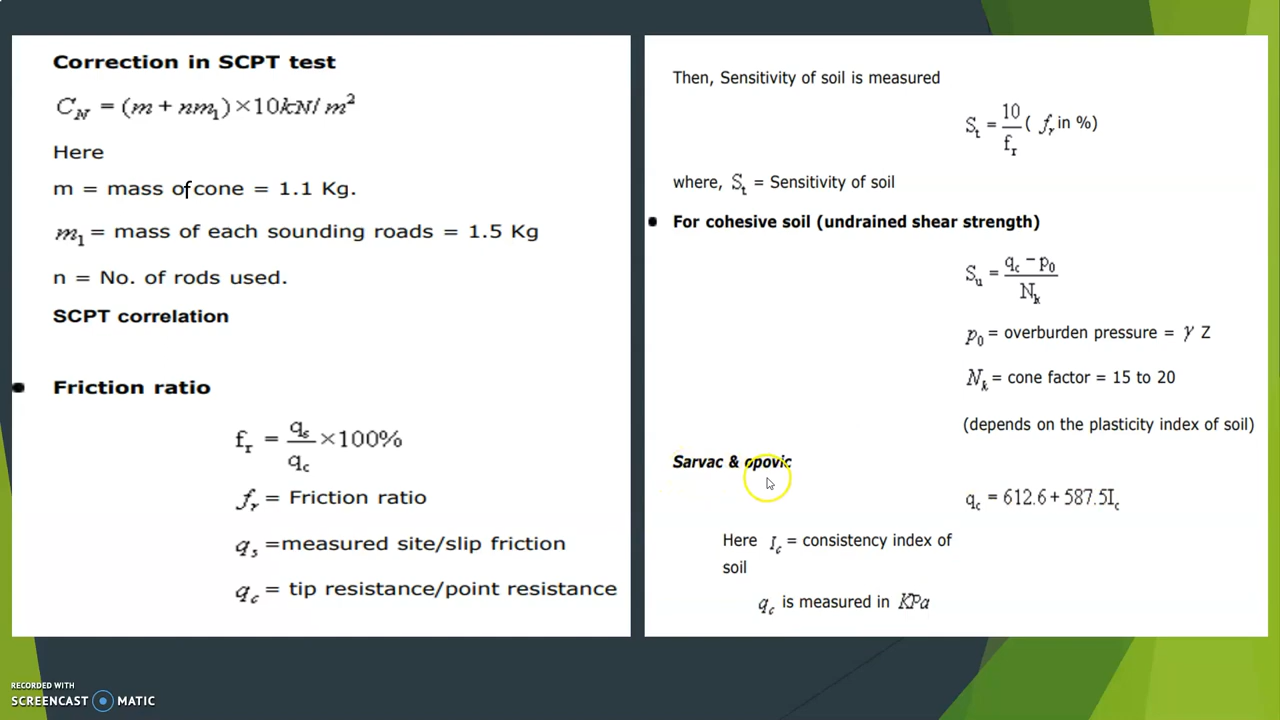 Correction in SCPT test
C_N = (m + nm_1) × 10kN/m^2
Here
m = mass of cone = 1.1 Kg.
m_1 = mass of each sounding roads = 1.5 Kg
n = No. of rods used.
SCPT correlation
• Friction ratio
f_r = q_s/q_c × 100%
f_r = Friction ratio
q_s =measured site/slip friction
q_c = tip resistance/point resistance
Then, Sensitivity of soil is measured
S_t = 10/f_r ( f_r in %)
where, S_t = Sensitivity of soil
• For cohesive soil (undrained shear strength)
S_u = (q_c − p_0)/N_k
p_0 = overburden pressure = γ Z
N_k = cone factor = 15 to 20
(depends on the plasticity index of soil)
Sarvac & opovic
q_c = 612.6 + 587.5I_c
Here I_c = consistency index of
soil
q_c is measured in KPa
RECORDED WITH
SCREENCAST MATIC